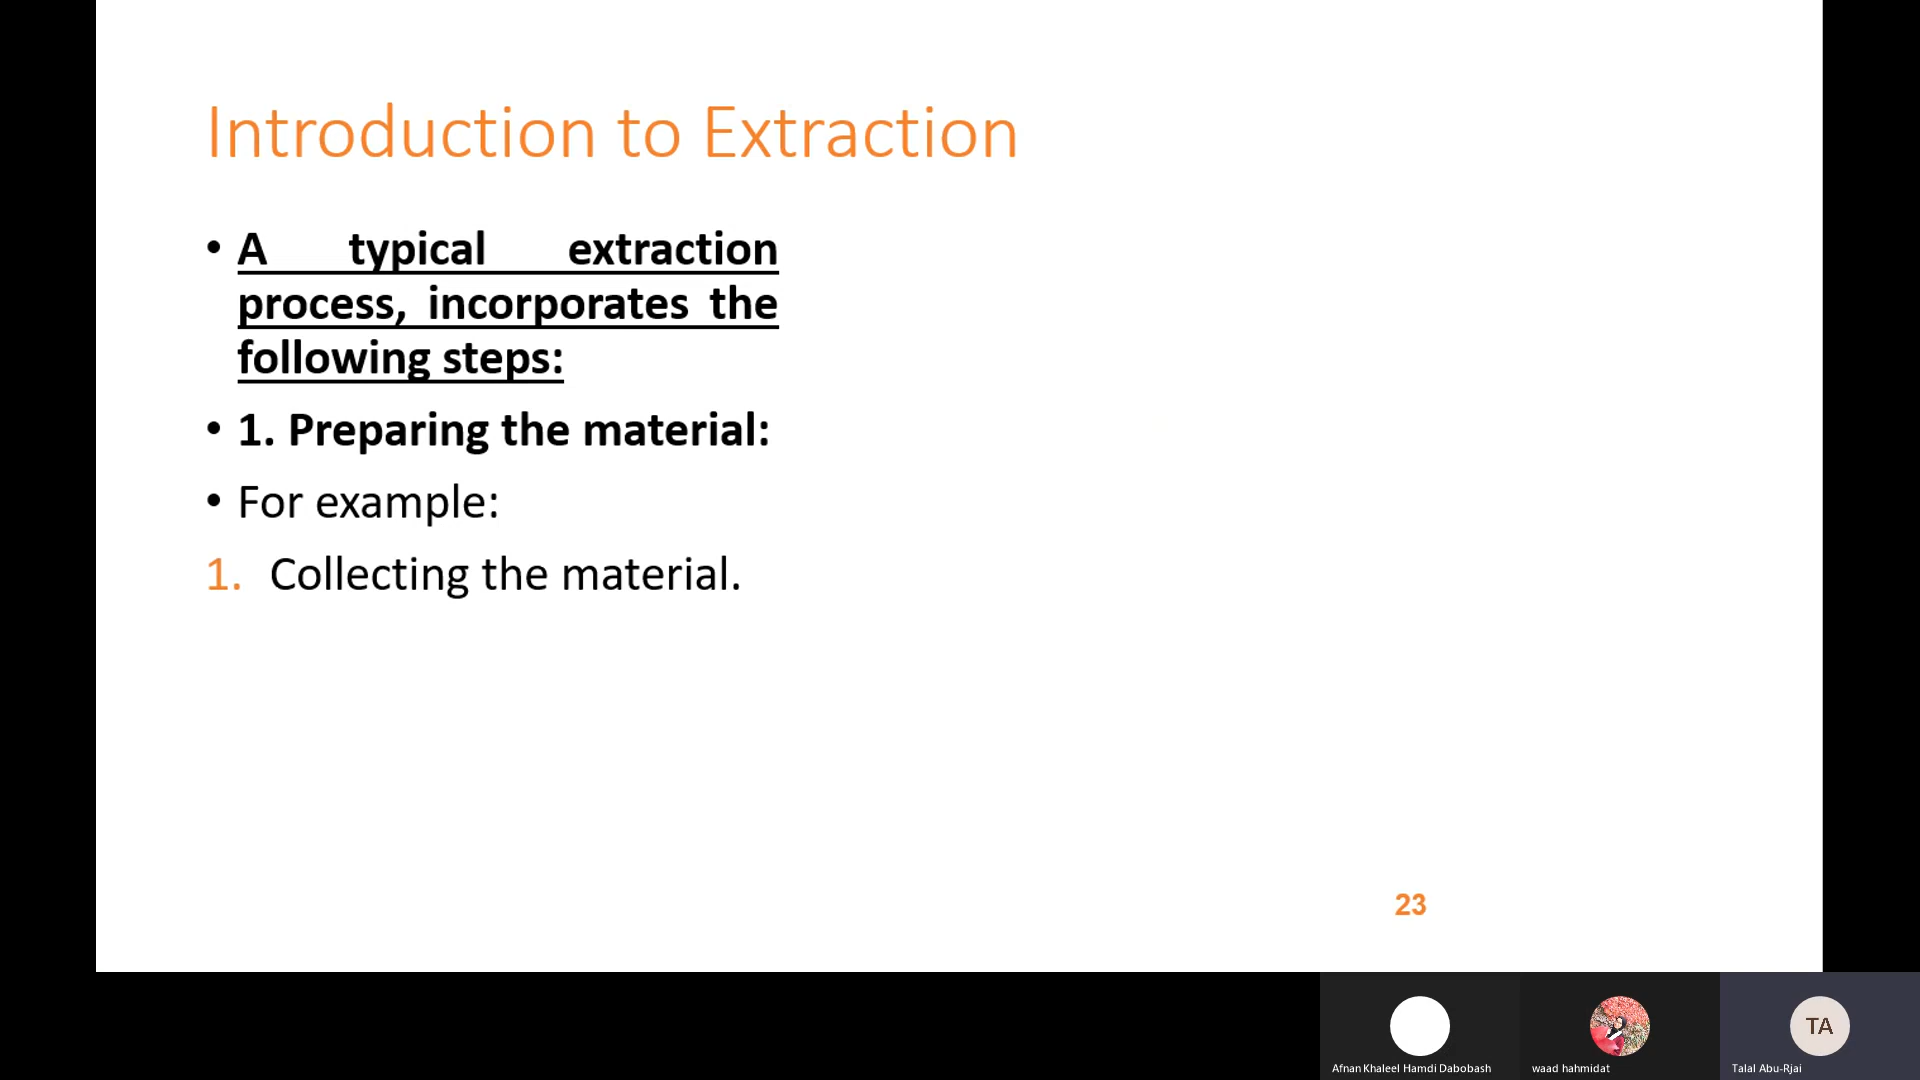 Introduction to Extraction
• A typical extraction
process, incorporates the
following steps:
• 1. Preparing the material:
• For example:
1. Collecting the material.
23
TA
Afnan Khaleel Hamdi Dabobash
waad hahmidat
Talal Abu-Rjai